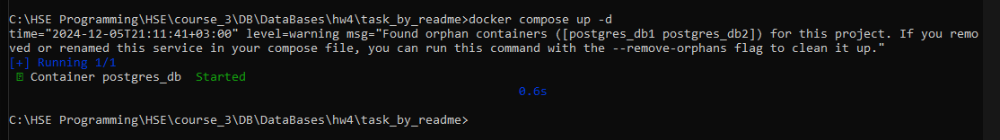 C:\HSE Programming\HSE\course_3\DB\DataBases\hw4\task_by_readme>docker compose up -d
time="2024-12-05T21:11:41+03:00" level=warning msg="Found orphan containers ([postgres_db1 postgres_db2]) for this project. If you remo
ved or renamed this service in your compose file, you can run this command with the --remove-orphans flag to clean it up."
[+] Running 1/1
Container postgres_db  Started
0.6s
C:\HSE Programming\HSE\course_3\DB\DataBases\hw4\task_by_readme>